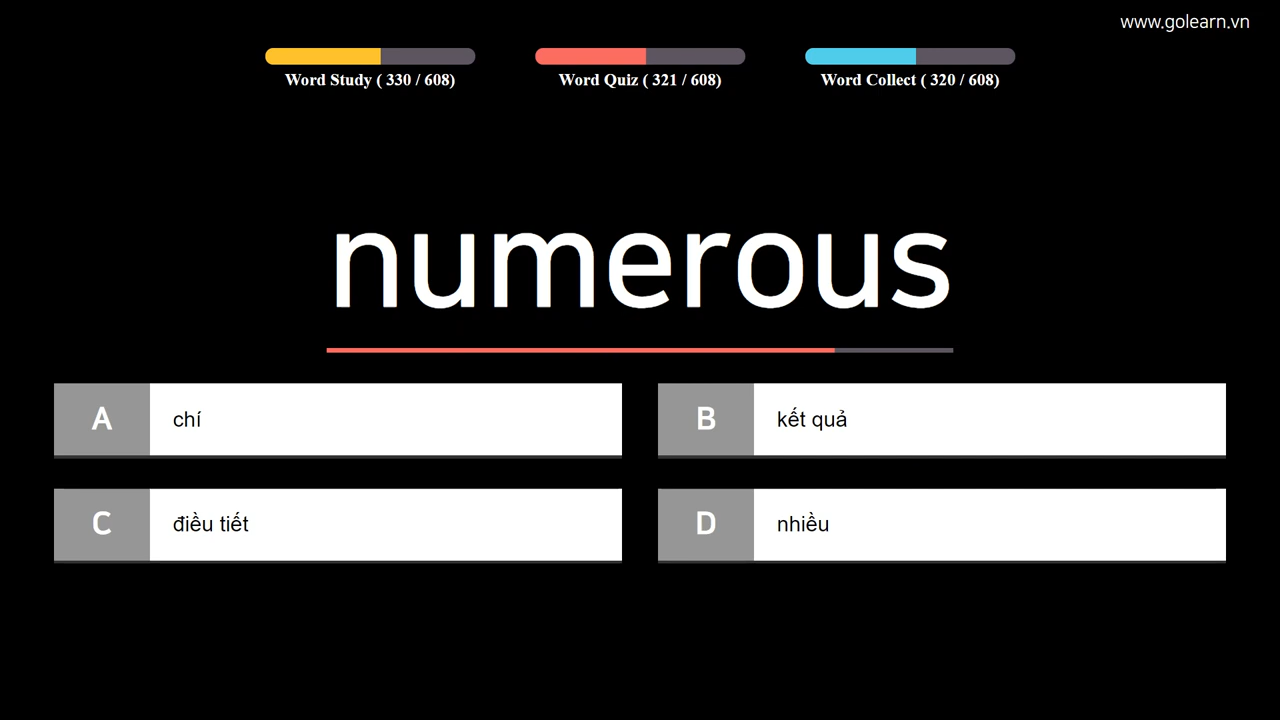 www.golearn.vn
Word Study ( 330 / 608)
Word Quiz ( 321 / 608)
Word Collect ( 320 / 608)
numerous
A chí
B kết quả
C điều tiết
D nhiều